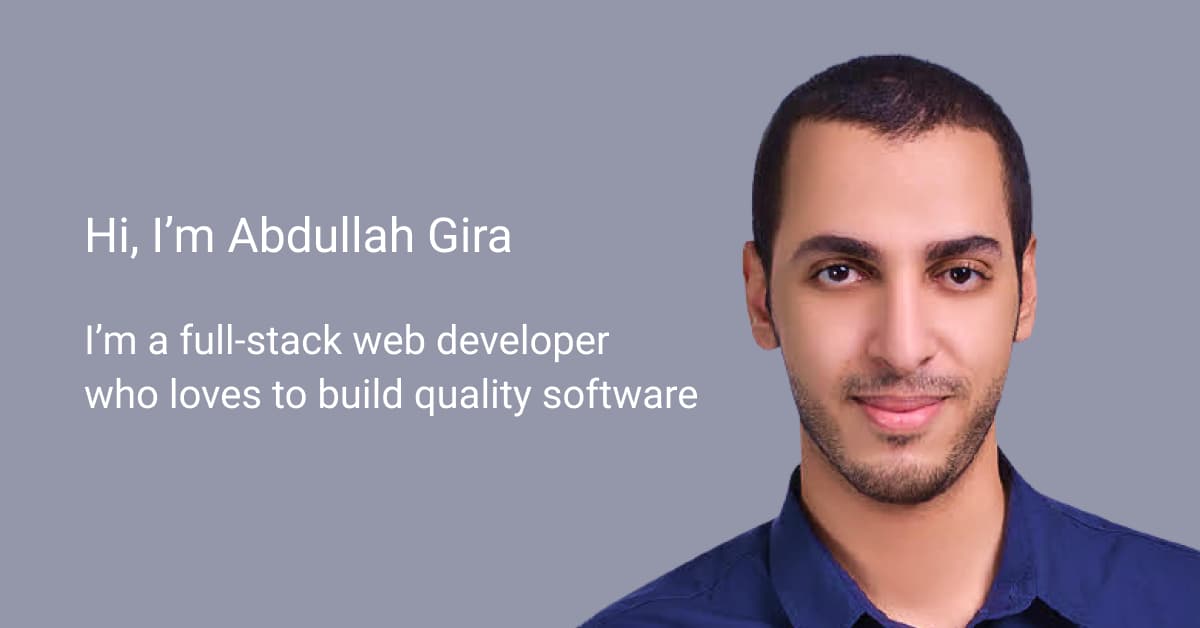 Hi, I’m Abdullah Gira
I’m a full-stack web developer
who loves to build quality software